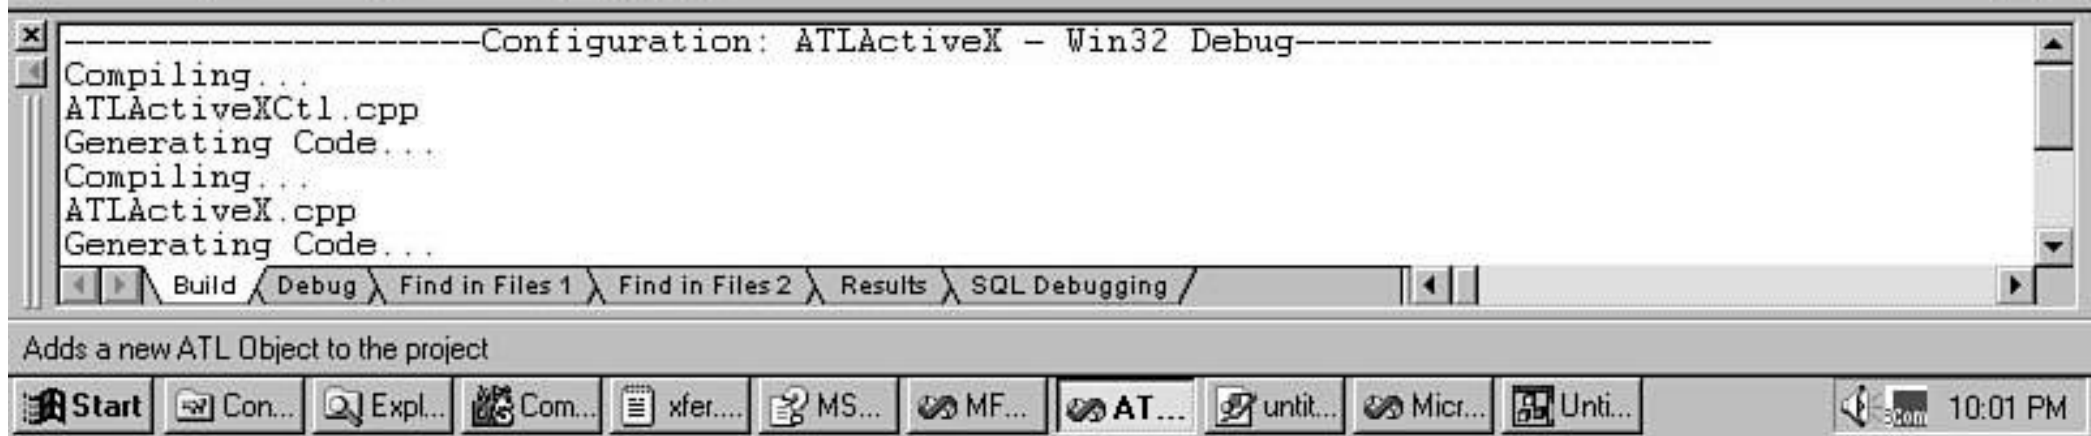 --------------------Configuration: ATLActiveX - Win32 Debug--------------------
Compiling...
ATLActiveXCtl.cpp
Generating Code...
Compiling...
ATLActiveX.cpp
Generating Code...
Build Debug Find in Files 1 Find in Files 2 Results SQL Debugging
Adds a new ATL Object to the project
Start Con... Expl... Com... xfer.... MS... MF... AT... untit... Micr... Unti... 3Com 10:01 PM